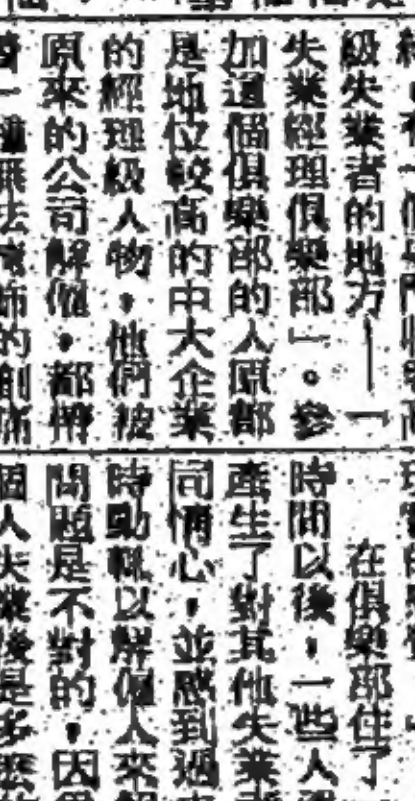 級失業者的地方——「
失業經理俱樂部」。參
加這個俱樂部的人原都
是地位較高的中大企業
的經理級人物，他們被
原來的公司解僱，都帶
在俱樂部住了
時間以後，一些人
產生了對其他失業者
同情心，並感到過
時動輒以解僱人來解
問題是不對的，因
個人失業後是多麼